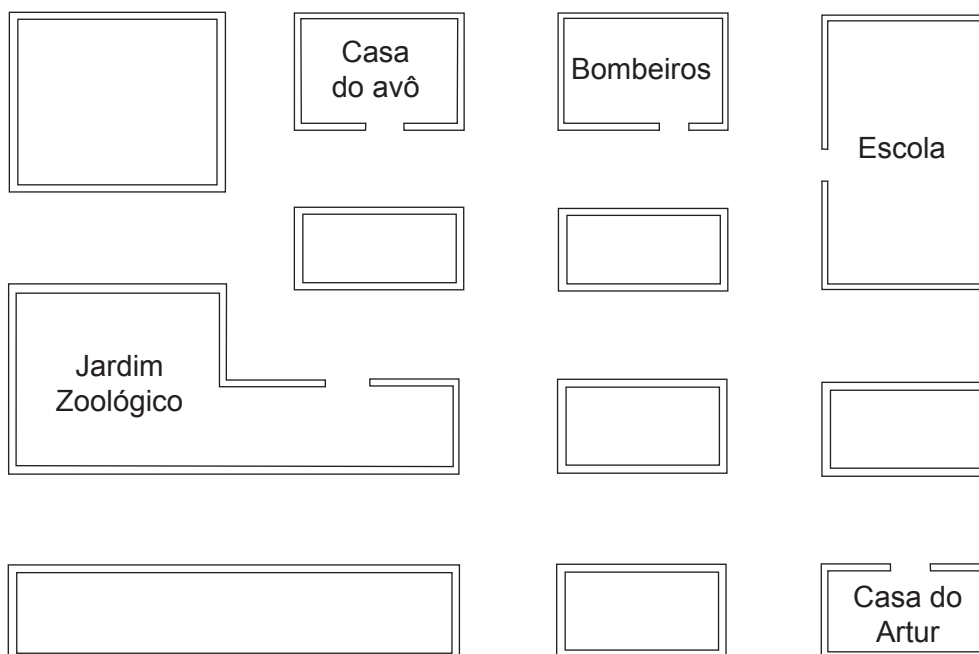 Casa
do avô
Bombeiros
Escola
Jardim
Zoológico
Casa do
Artur